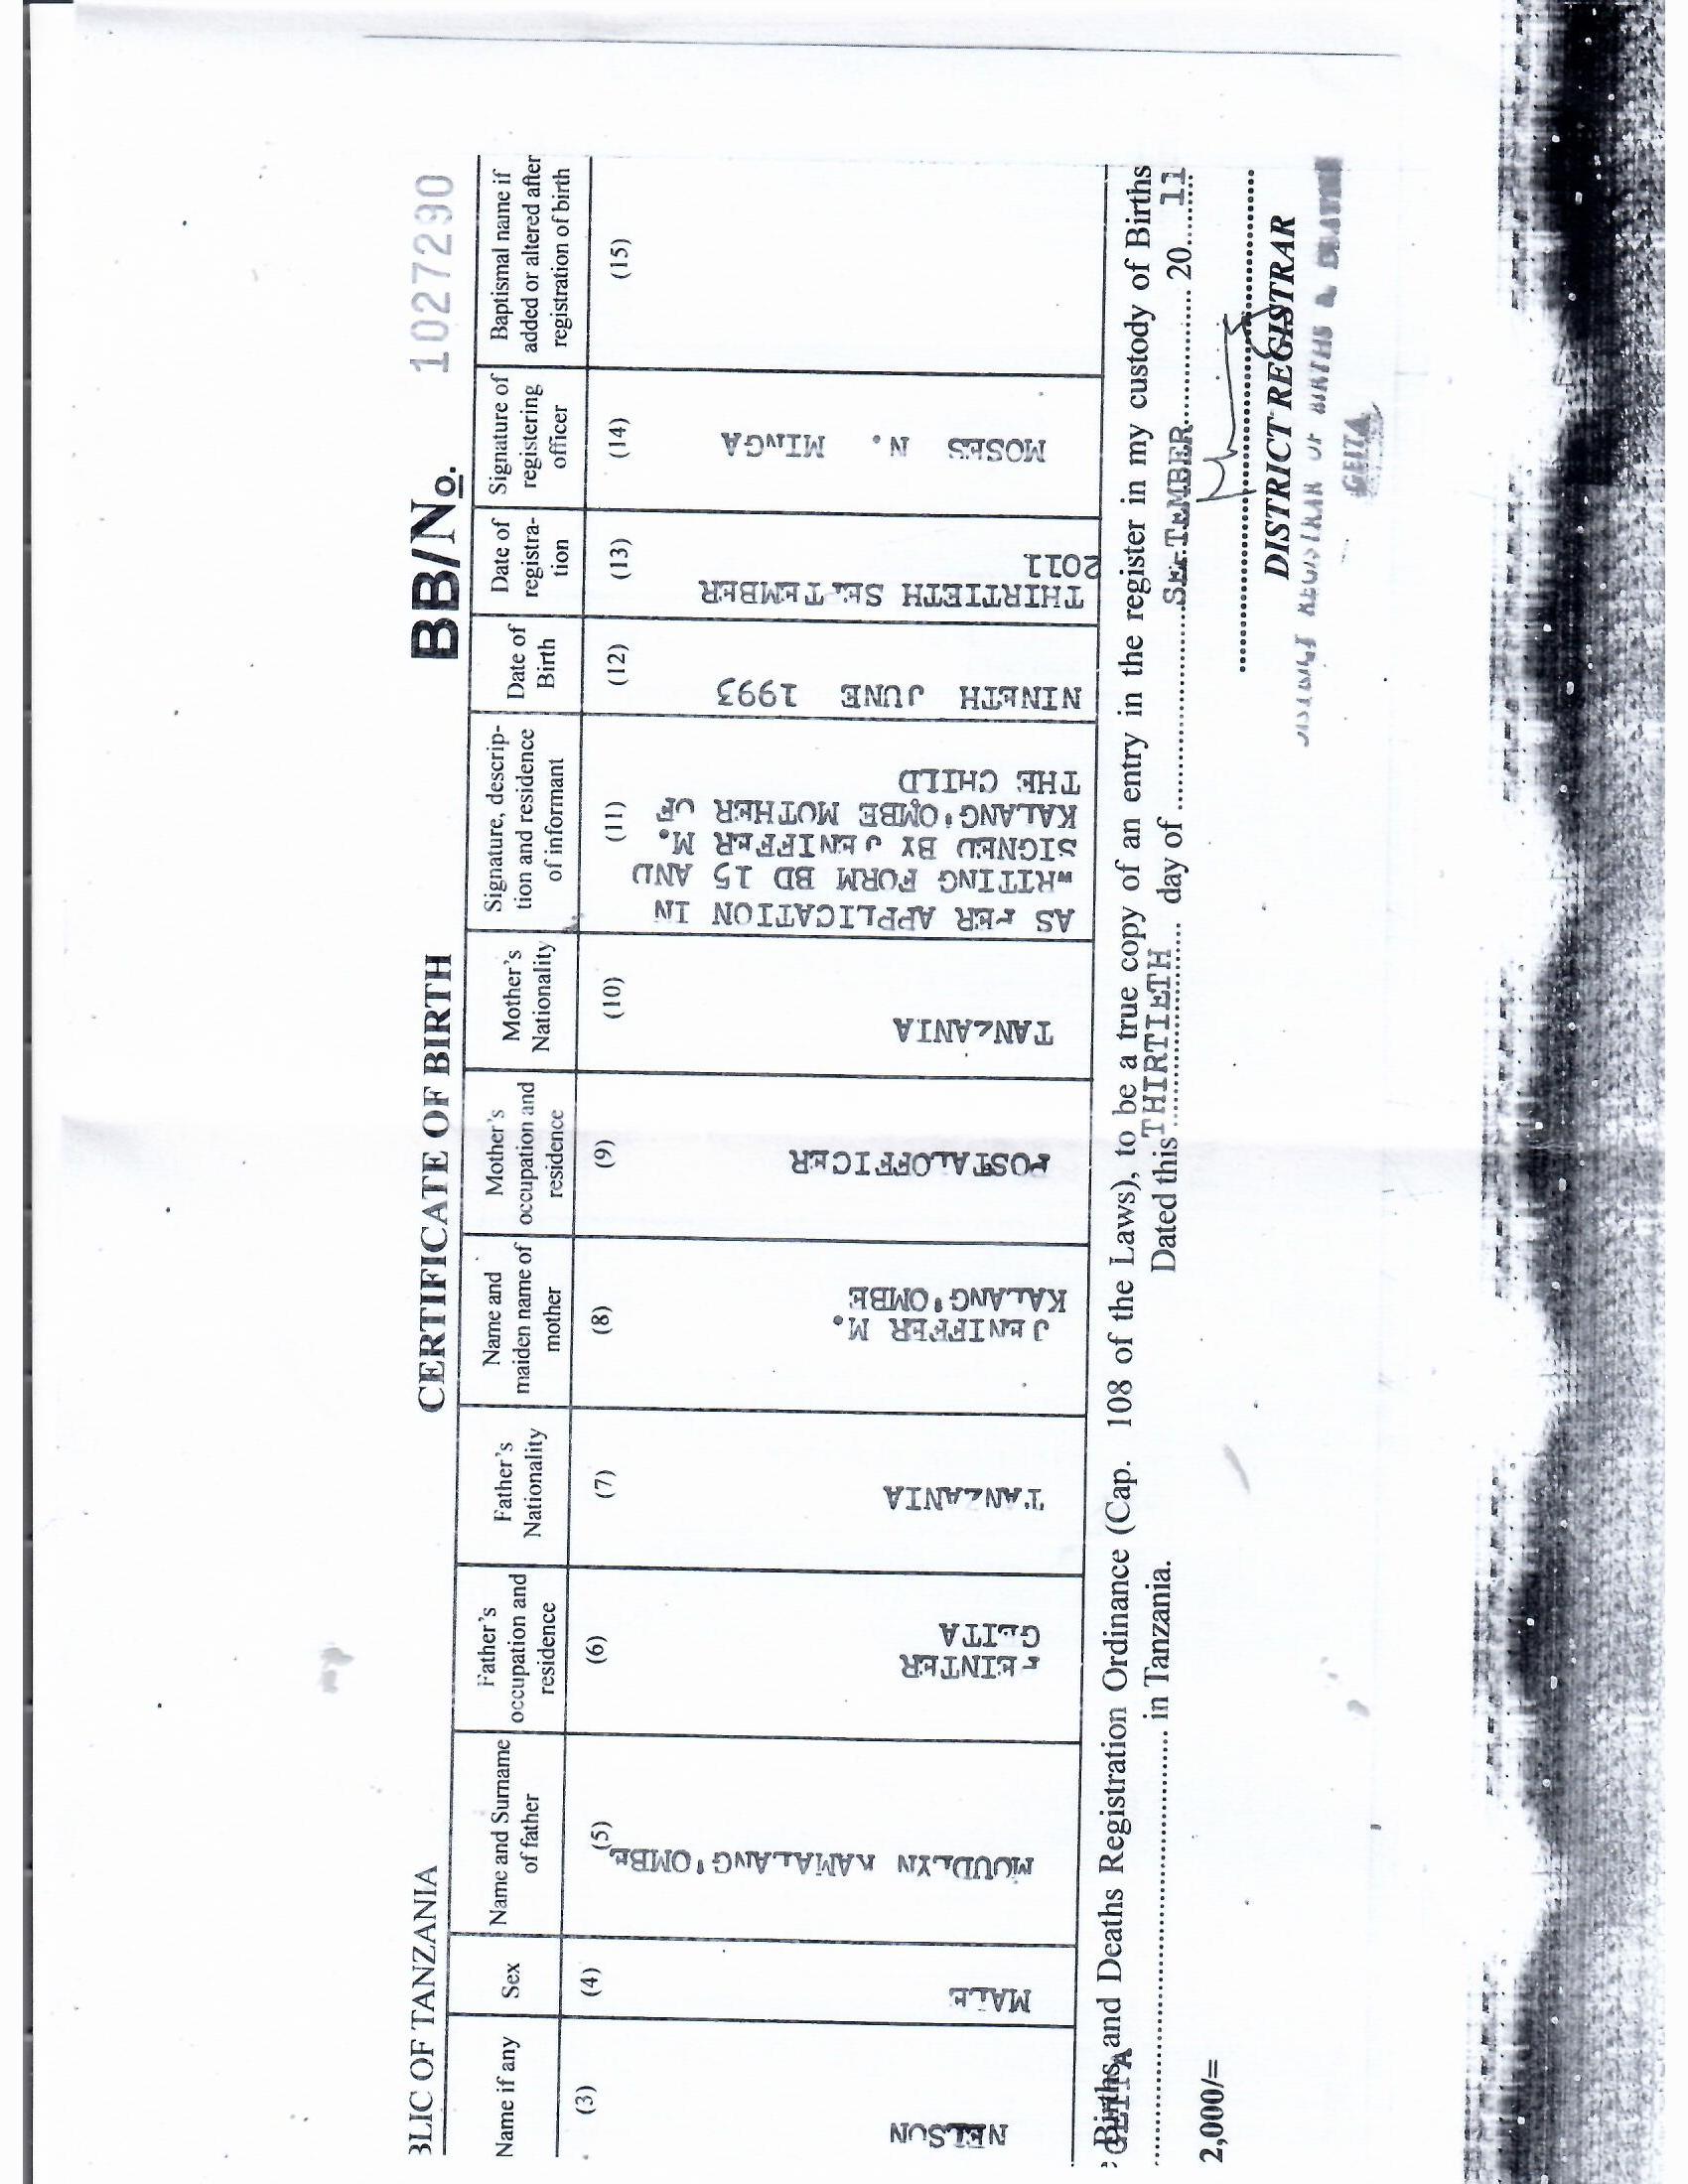 BLIC OF TANZANIA
CERTIFICATE OF BIRTH
BB/No. 1027290
Name if any
Sex
Name and Surname
of father
Father's
occupation and
residence
Father's
Nationality
Name and
maiden name of
mother
Mother's
occupation and
residence
Mother's
Nationality
Signature, descrip-
tion and residence
of informant
Date of
Birth
Date of
registra-
tion
Signature of
registering
officer
Baptismal name if
added or altered after
registration of birth
(3)
(4)
(5)
(6)
(7)
(8)
(9)
(10)
(11)
(12)
(13)
(14)
(15)
NELSON
MALE
MOUDLYN KAMALANG'OMBE
PEINTER
GEITA
TANZANIA
JENIFFER M.
KALANG'OMBE
POSTALOFFICER
TANZANIA
AS PER APPLICATION IN
WRITING FORM BD 15 AND
SIGNED BY JENIFFER M.
KALANG'OMBE MOTHER OF
THE CHILD
NINETH JUNE 1993
THIRTIETH SEPTEMBER
2011
MOSES N. MINGA
Births and Deaths Registration Ordinance (Cap. 108 of the Laws), to be a true copy of an entry in the register in my custody of Births
GEITA in Tanzania. Dated this THIRTIETH day of SEPTEMBER 20 11
2,000/=
DISTRICT REGISTRAR
DISTRICT REGISTRAR OF BIRTHS & DEATHS
GEITA